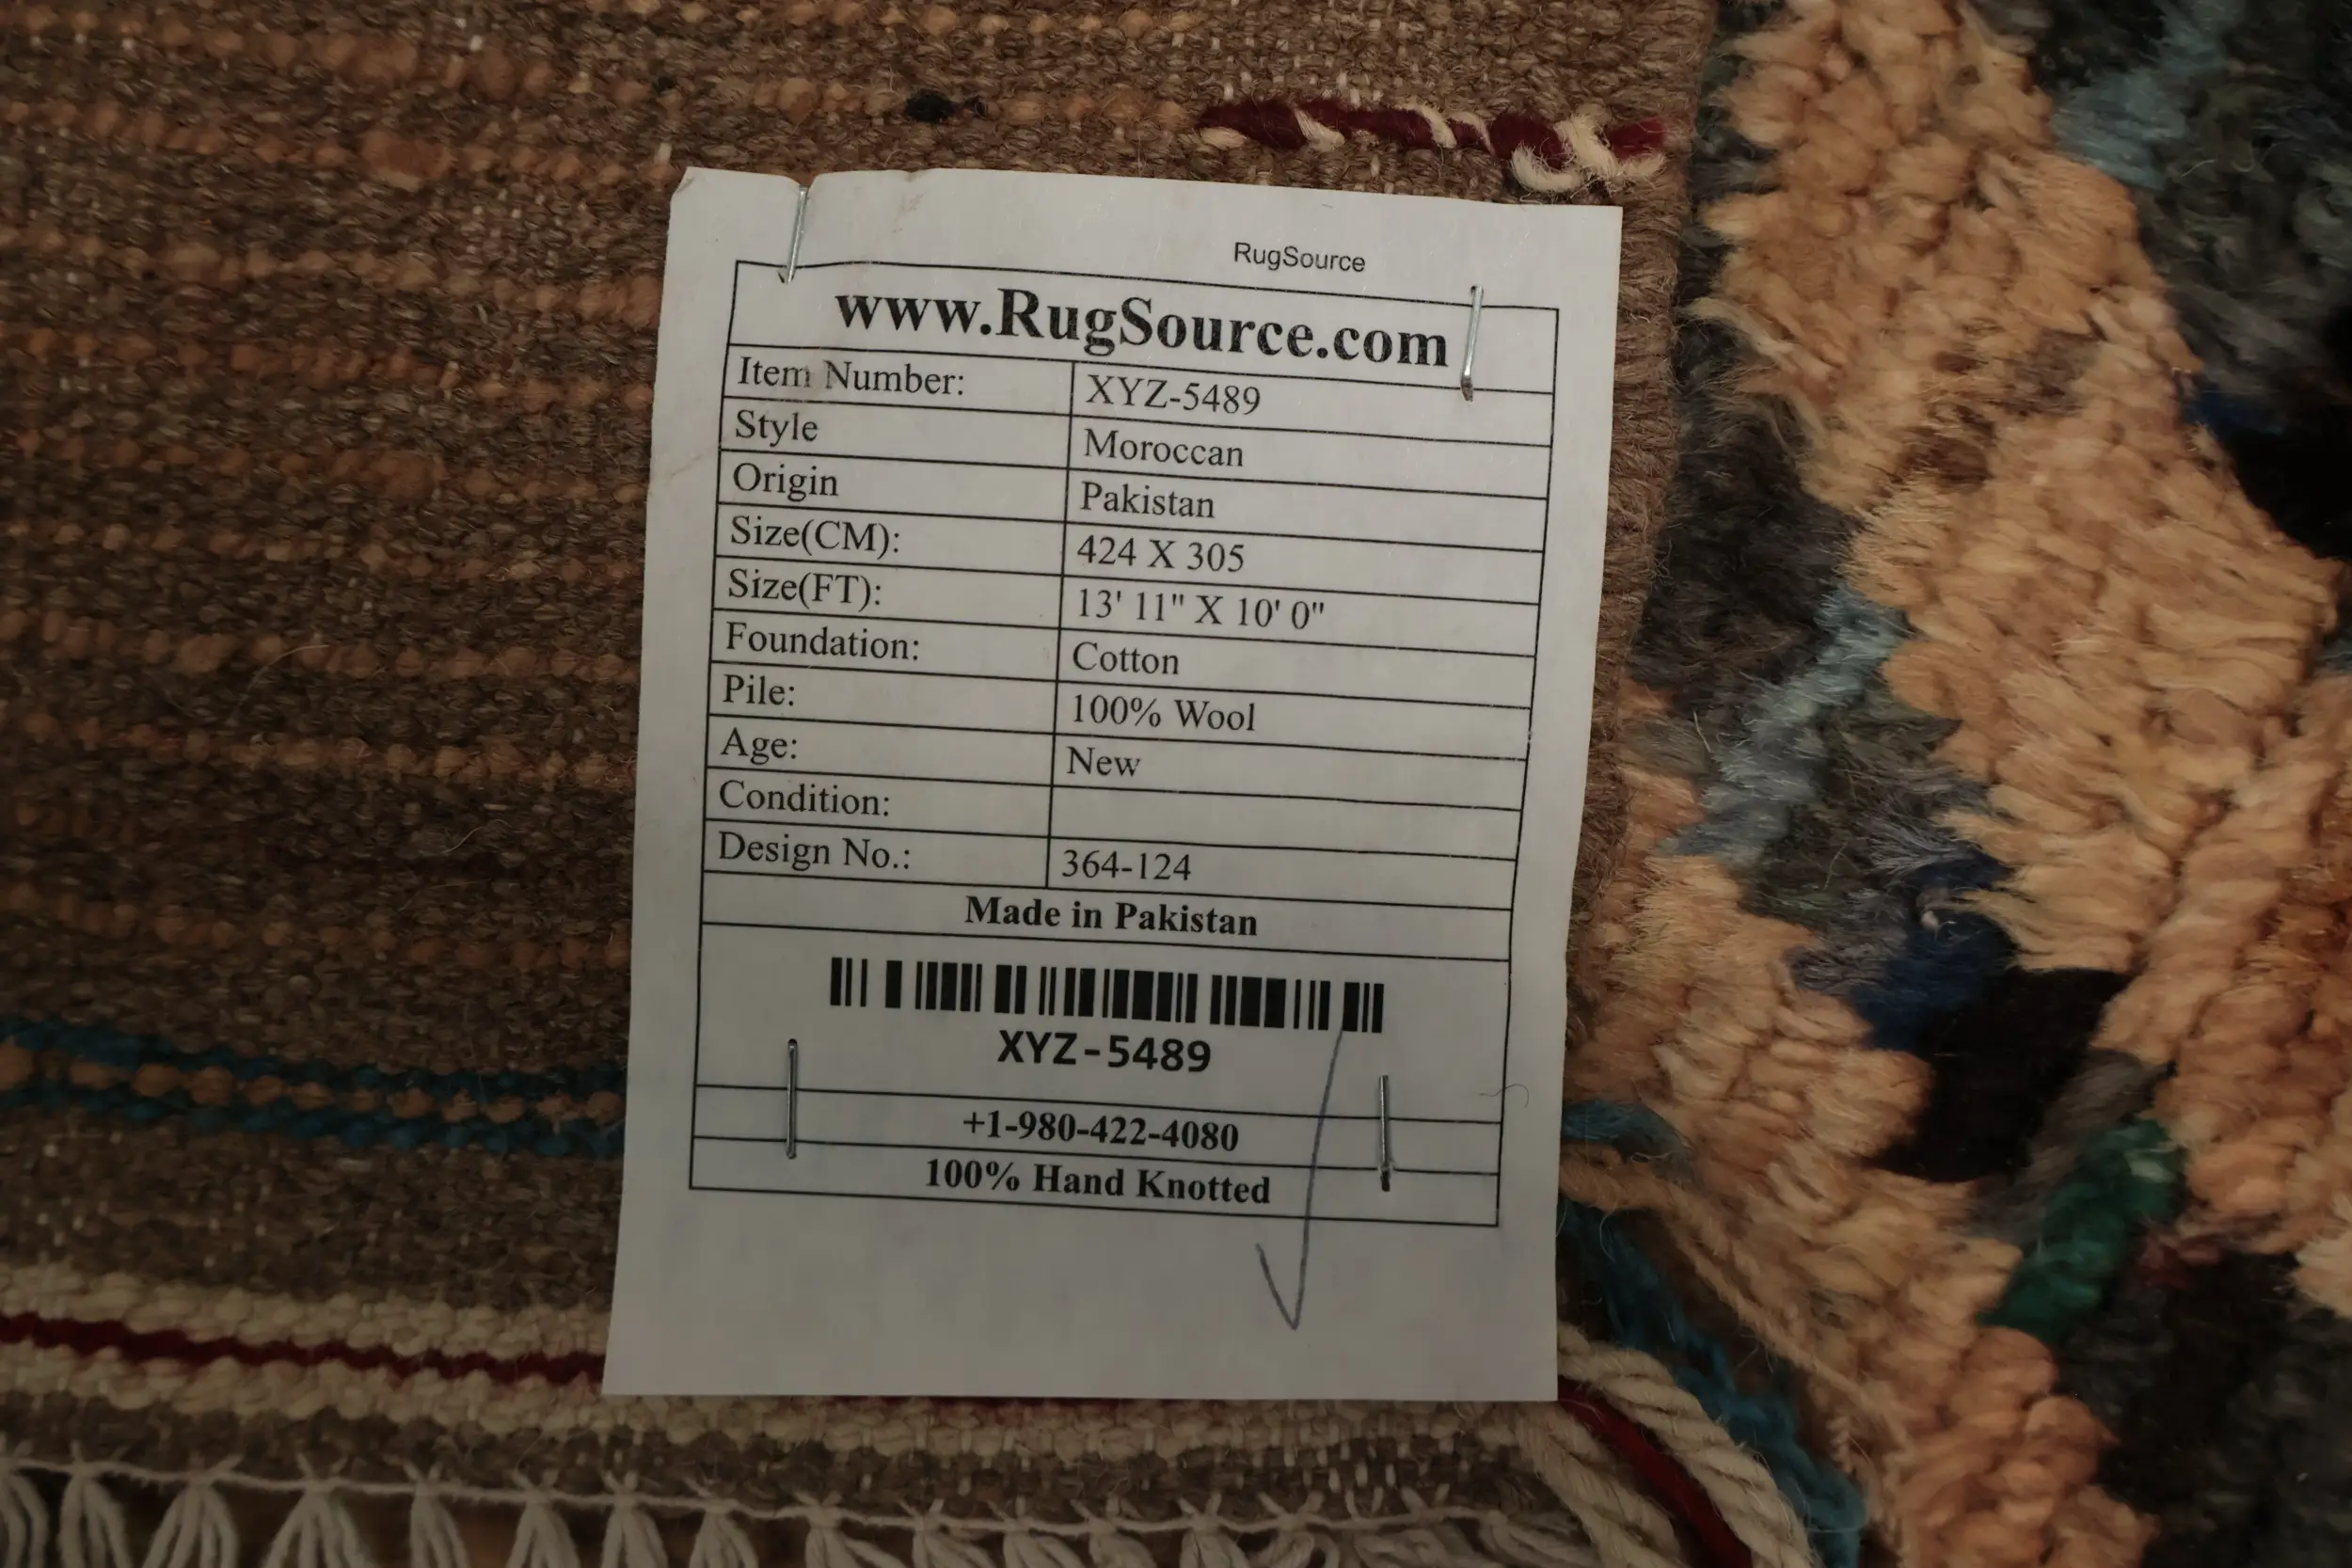 RugSource
www.RugSource.com
Item Number: XYZ-5489
Style Moroccan
Origin Pakistan
Size(CM): 424 X 305
Size(FT): 13' 11" X 10' 0"
Foundation: Cotton
Pile: 100% Wool
Age: New
Condition:
Design No.: 364-124
Made in Pakistan
XYZ-5489
+1-980-422-4080
100% Hand Knotted